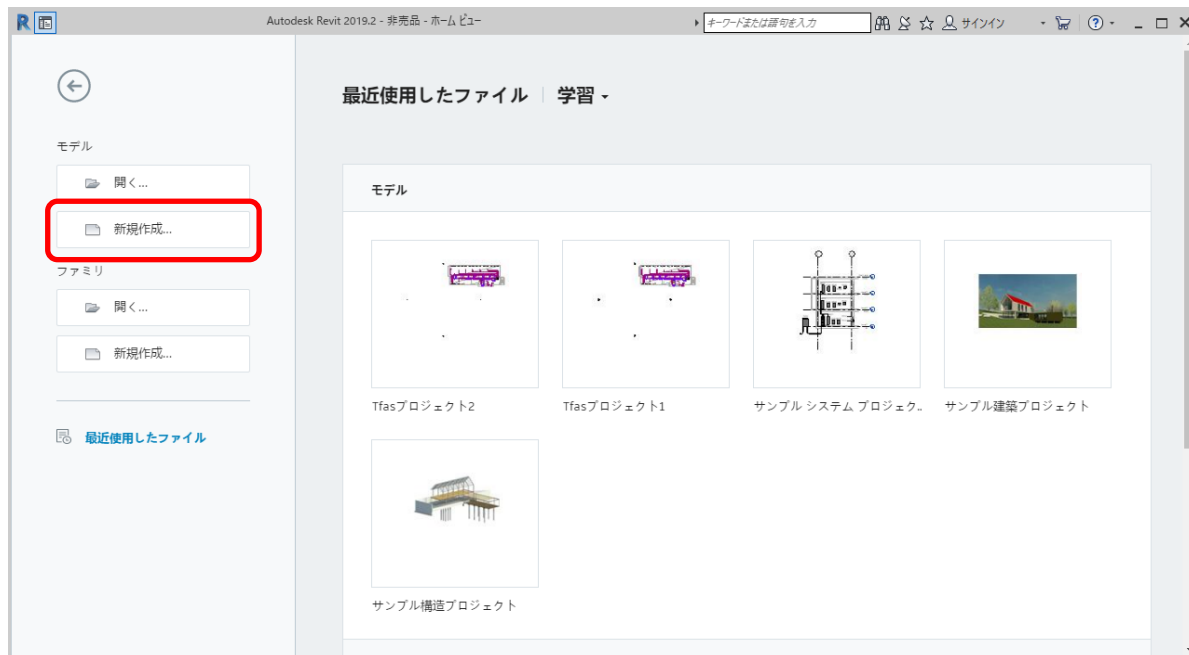 Autodesk Revit 2019.2 - 非売品 - ホーム ビュー
キーワードまたは語句を入力
サインイン
最近使用したファイル 学習
モデル
開く...
新規作成...
ファミリ
開く...
新規作成...
最近使用したファイル
モデル
Tfasプロジェクト2
Tfasプロジェクト1
サンプル システム プロジェク..
サンプル建築プロジェクト
サンプル構造プロジェクト